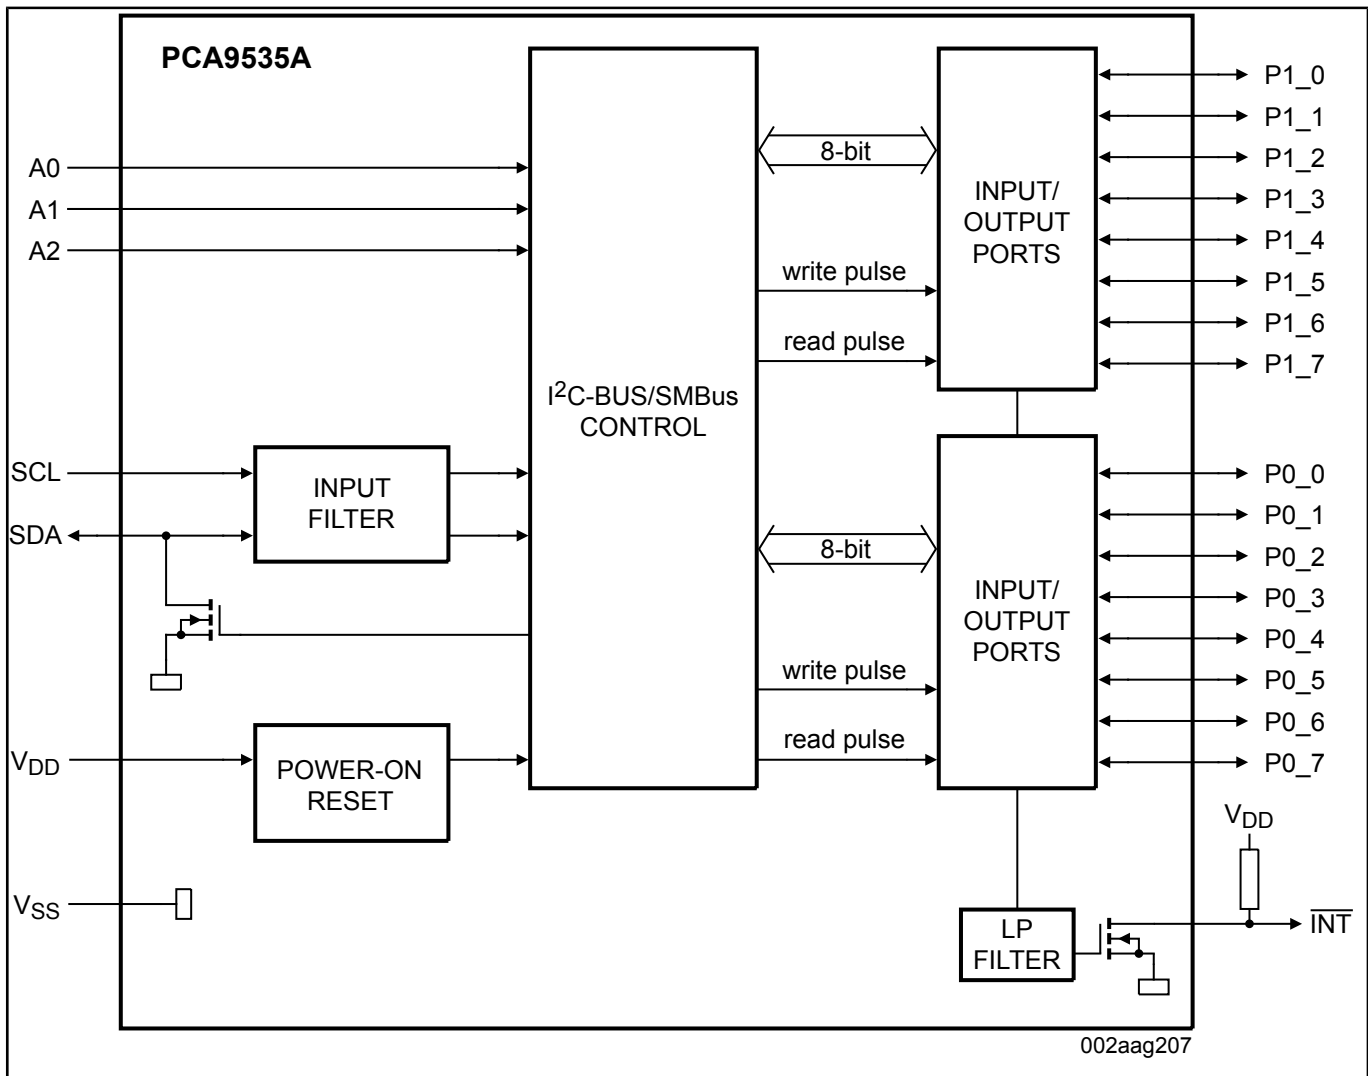 PCA9535A
A0
A1
A2
SCL
SDA
VDD
VSS
INPUT
FILTER
POWER-ON
RESET
I2C-BUS/SMBus
CONTROL
8-bit
write pulse
read pulse
8-bit
write pulse
read pulse
INPUT/
OUTPUT
PORTS
INPUT/
OUTPUT
PORTS
LP
FILTER
P1_0
P1_1
P1_2
P1_3
P1_4
P1_5
P1_6
P1_7
P0_0
P0_1
P0_2
P0_3
P0_4
P0_5
P0_6
P0_7
VDD
INT
002aag207